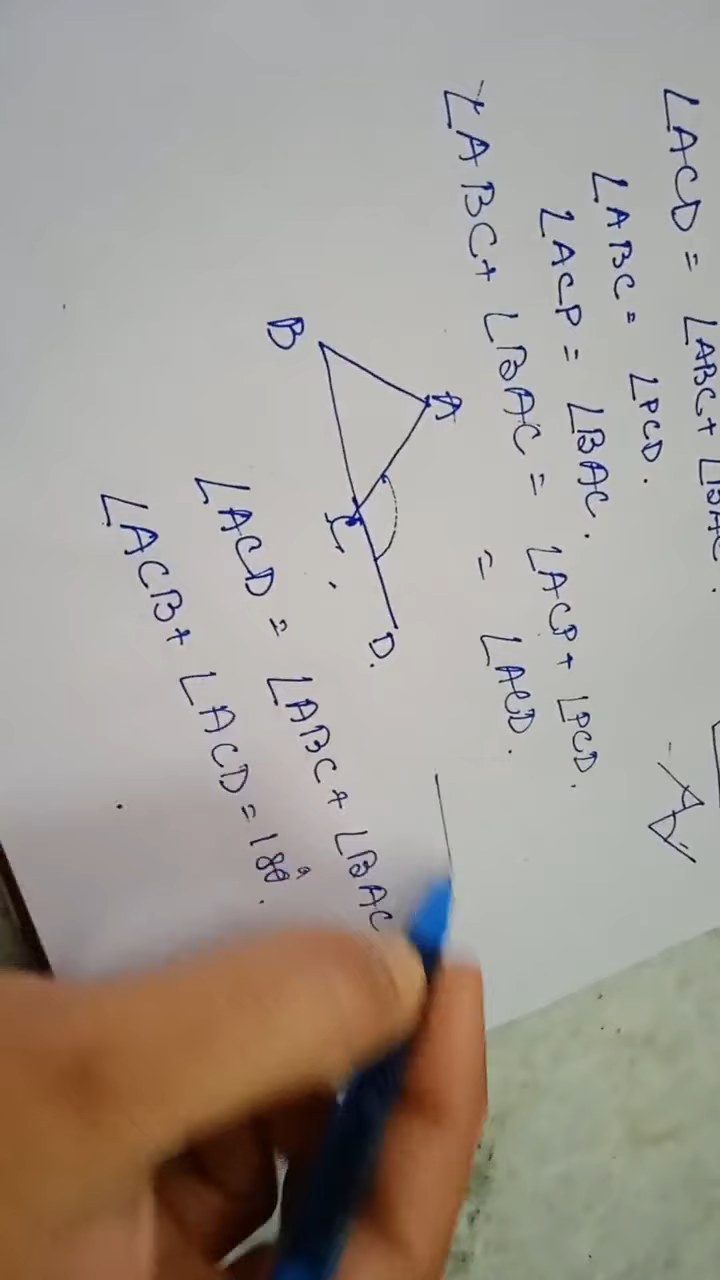 ∠ACD = ∠ABC + ∠BAC.
∠ABC = ∠PCD.
∠ACP = ∠BAC.
∠ABC + ∠BAC = ∠ACP + ∠PCD.
= ∠ACD.
B
A
C
D.
∠ACD = ∠ABC + ∠BAC
∠ACB + ∠ACD = 180°.